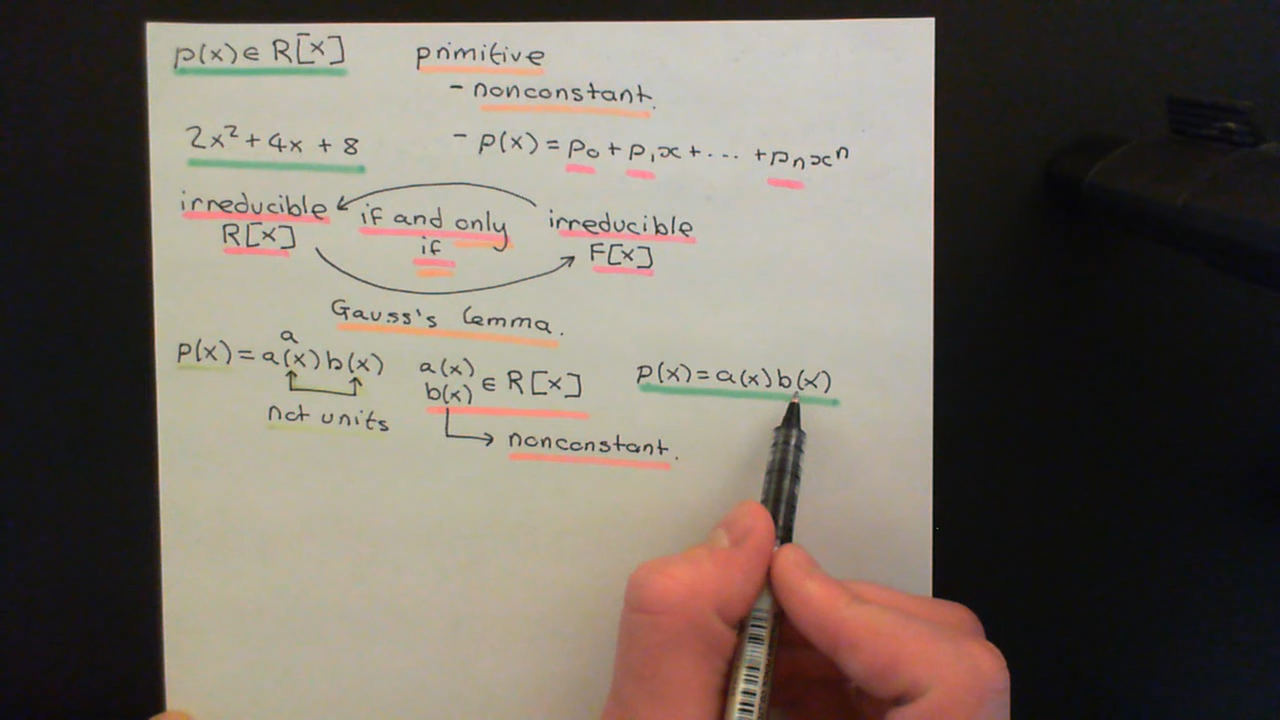 p(x) ∈ R[x] primitive
- nonconstant.
2x² + 4x + 8 - p(x) = p₀ + p₁x + ... + pₙxⁿ
irreducible if and only irreducible
R[x] if F[x]
Gauss's Lemma.
a
p(x) = a(x)b(x) a(x) ∈ R[x] p(x) = a(x)b(x)
b(x)
not units nonconstant.